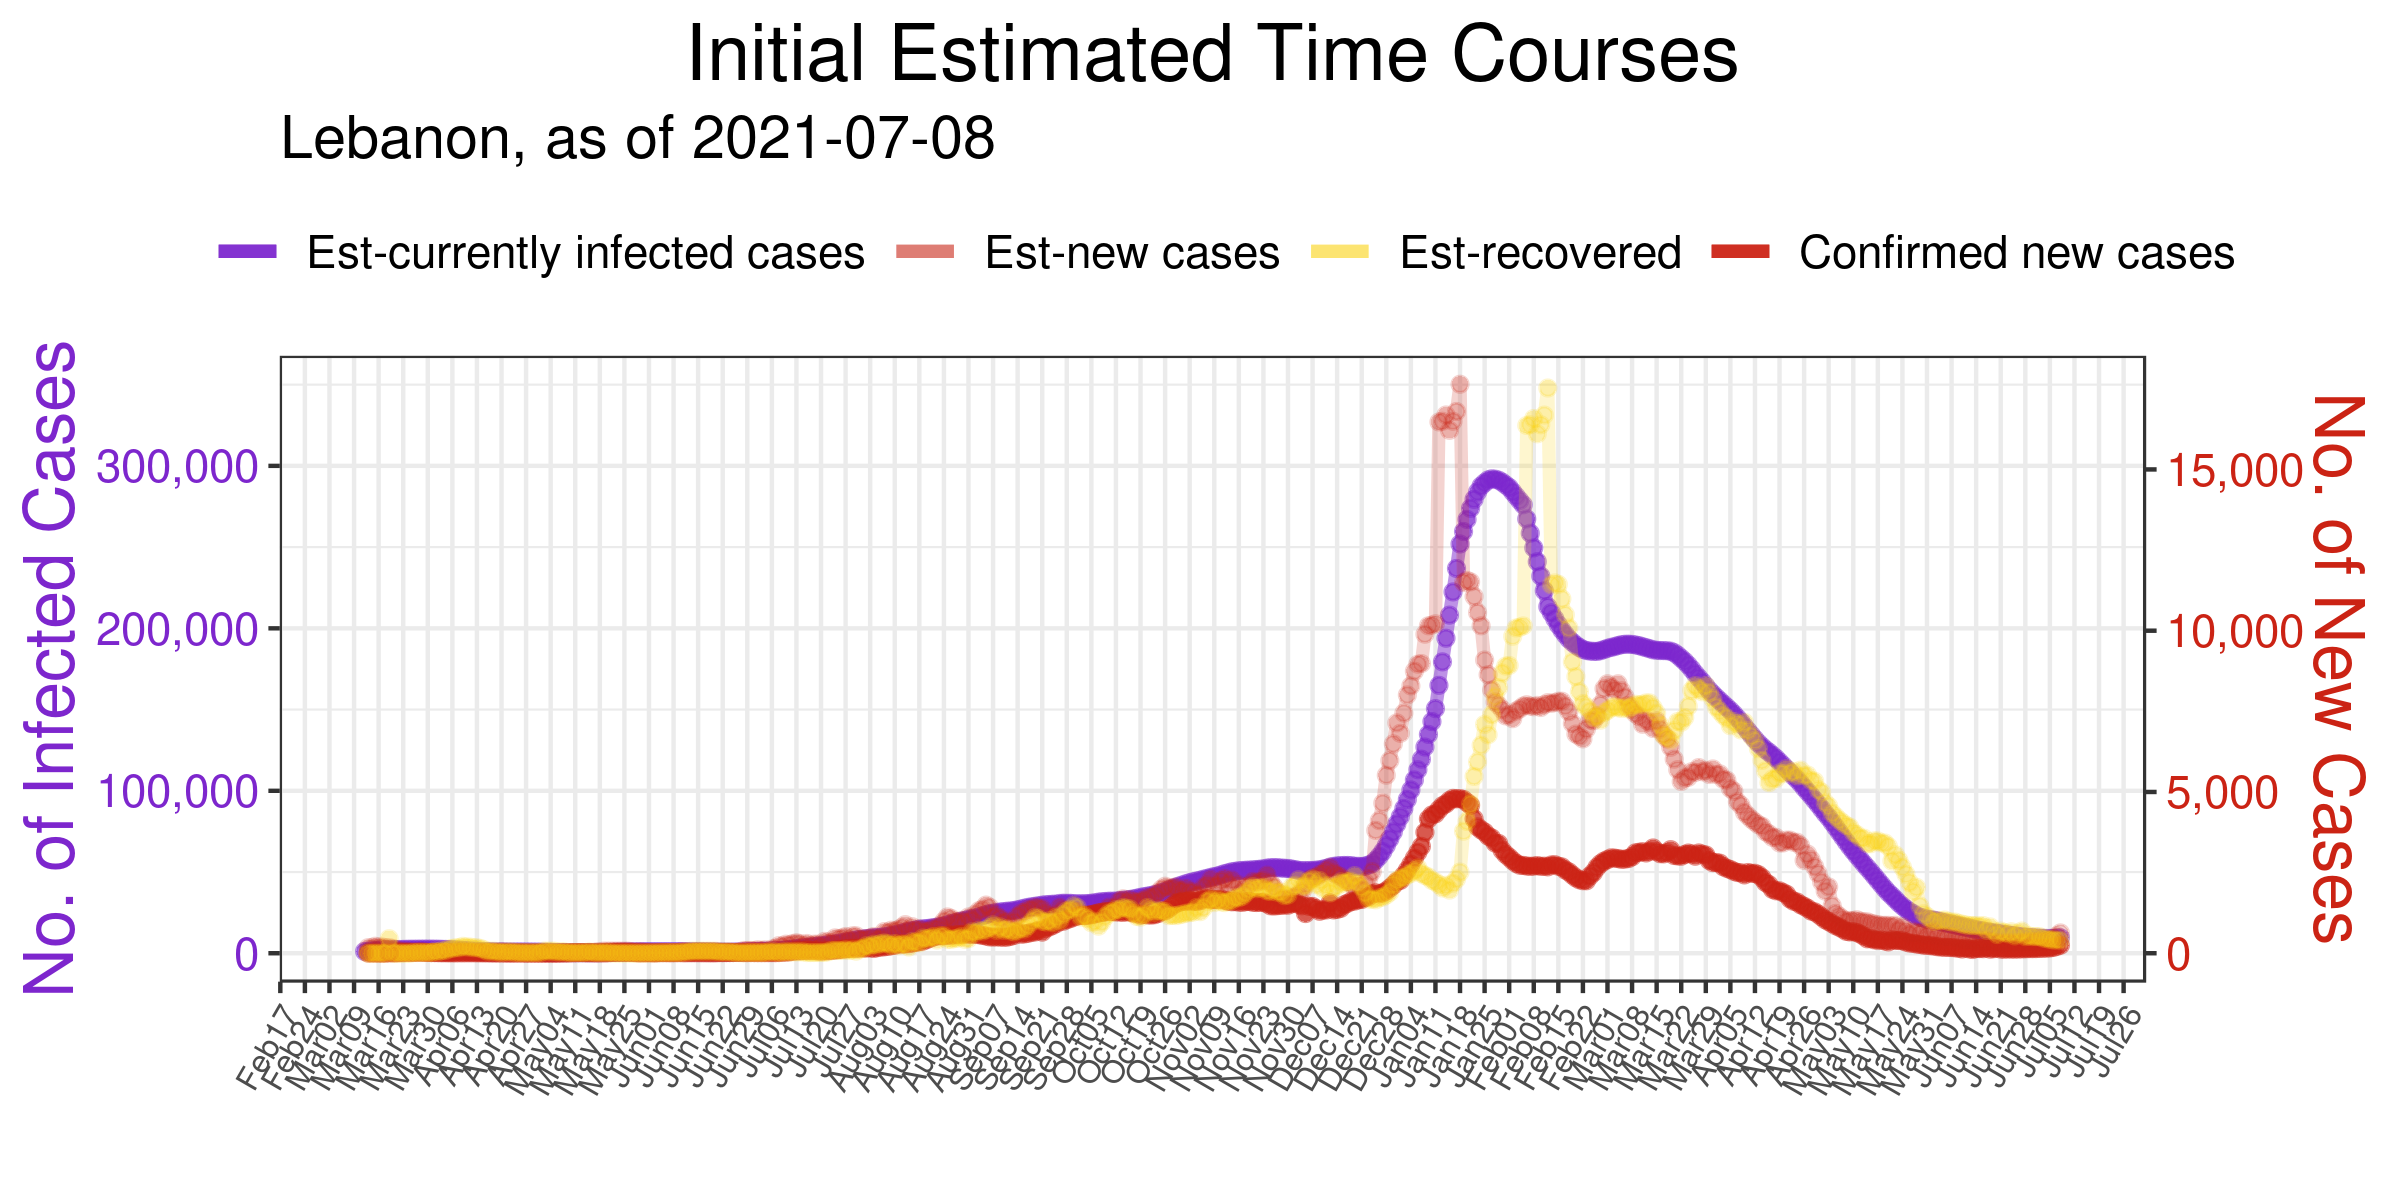 Initial Estimated Time Courses
Lebanon, as of 2021-07-08
Est-currently infected cases Est-new cases Est-recovered Confirmed new cases
No. of Infected Cases
300,000
200,000
100,000
0
15,000
10,000
5,000
0
No. of New Cases
Feb17 Feb24 Mar02 Mar09 Mar16 Mar23 Mar30 Apr06 Apr13 Apr20 Apr27 May04 May11 May18 May25 Jun01 Jun08 Jun15 Jun22 Jun29 Jul06 Jul13 Jul20 Jul27 Aug03 Aug10 Aug17 Aug24 Aug31 Sep07 Sep14 Sep21 Sep28 Oct05 Oct12 Oct19 Oct26 Nov02 Nov09 Nov16 Nov23 Nov30 Dec07 Dec14 Dec21 Dec28 Jan04 Jan11 Jan18 Jan25 Feb01 Feb08 Feb15 Feb22 Mar01 Mar08 Mar15 Mar22 Mar29 Apr05 Apr12 Apr19 Apr26 May03 May10 May17 May24 May31 Jun07 Jun14 Jun21 Jun28 Jul05 Jul12 Jul19 Jul26